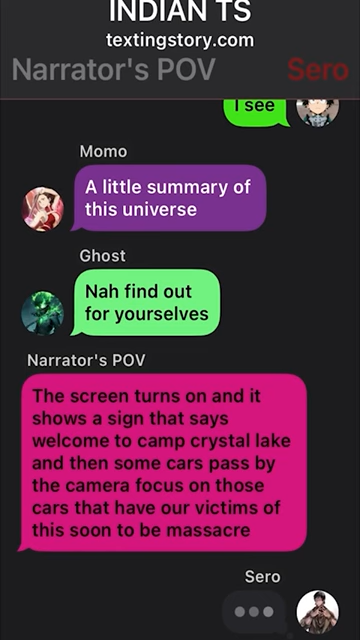 INDIAN TS
textingstory.com
Narrator's POV
Sero
I see
Momo
A little summary of
this universe
Ghost
Nah find out
for yourselves
Narrator's POV
The screen turns on and it
shows a sign that says
welcome to camp crystal lake
and then some cars pass by
the camera focus on those
cars that have our victims of
this soon to be massacre
Sero